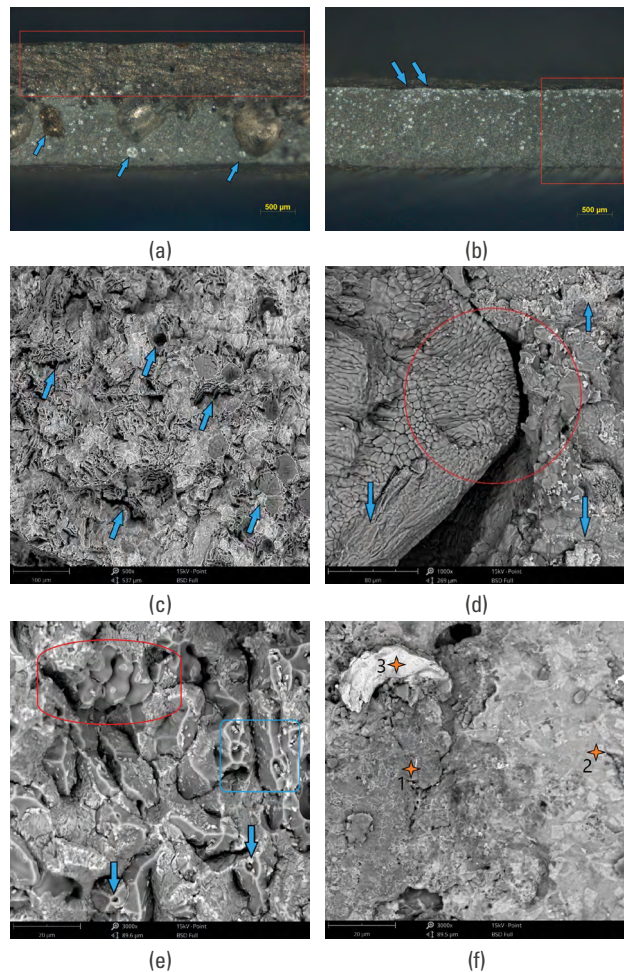 500 µm
500 µm
(a)
(b)
100 µm
500x
537 µm
15kV - Point
BSD Full
80 µm
1000x
269 µm
15kV - Point
BSD Full
(c)
(d)
20 µm
3000x
89.6 µm
15kV - Point
BSD Full
3
1
2
20 µm
3000x
89.5 µm
15kV - Point
BSD Full
(e)
(f)